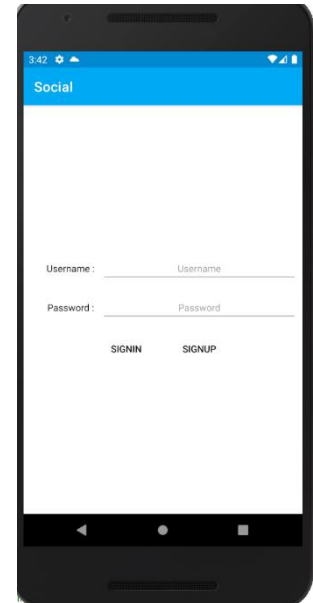 3:42
Social
Username : Username
Password : Password
SIGNIN SIGNUP